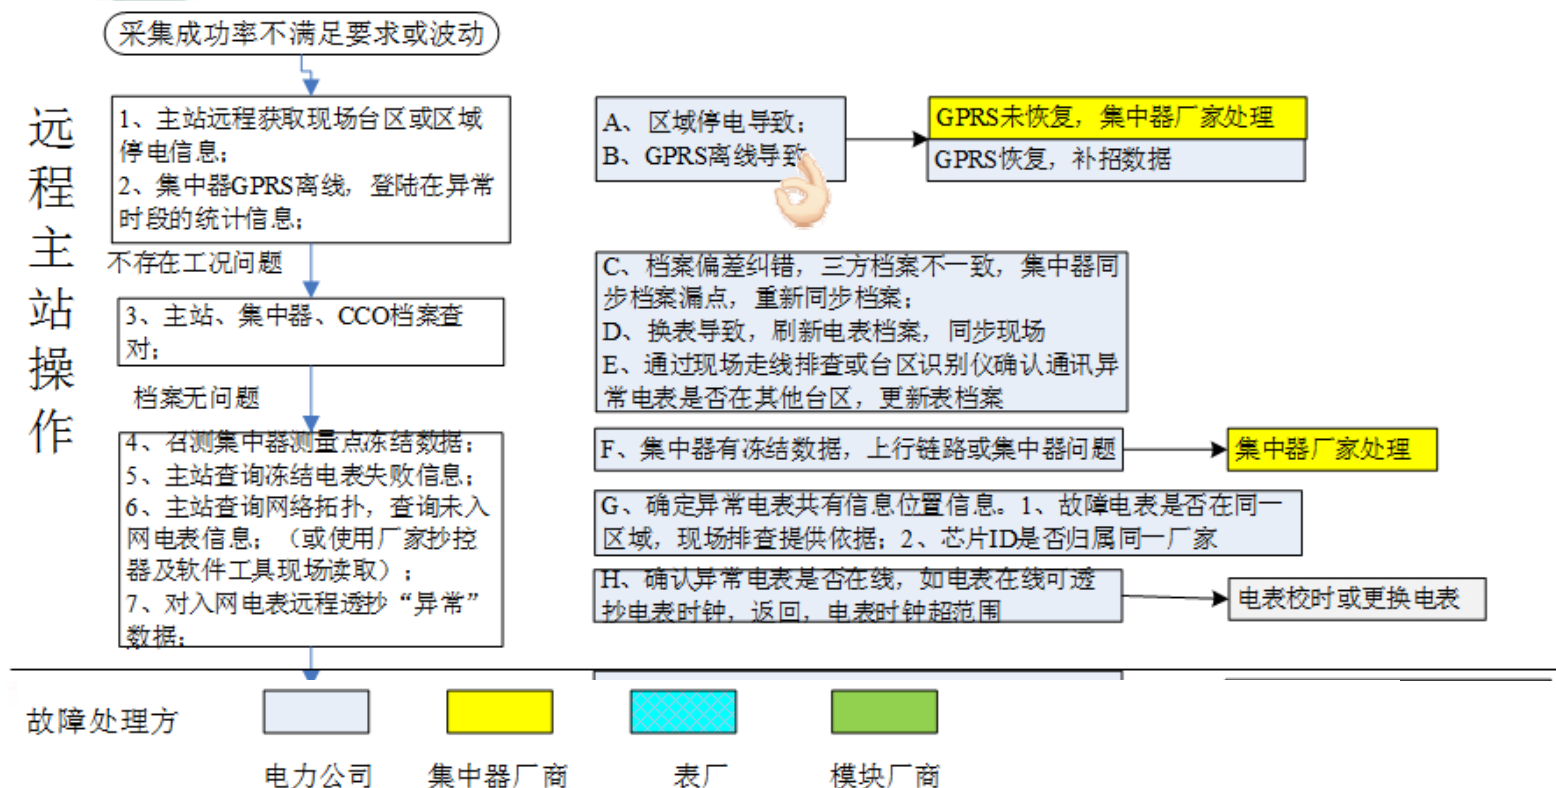 采集成功率不满足要求或波动
远程主站操作
1、主站远程获取现场台区或区域
停电信息；
2、集中器GPRS离线，登陆在异常
时段的统计信息；
A、区域停电导致；
B、GPRS离线导致
GPRS未恢复，集中器厂家处理
GPRS恢复，补招数据
不存在工况问题
3、主站、集中器、CCO档案查
对；
C、档案偏差纠错，三方档案不一致，集中器同
步档案漏点，重新同步档案；
D、换表导致，刷新电表档案，同步现场
E、通过现场走线排查或台区识别仪确认通讯异
常电表是否在其他台区，更新表档案
档案无问题
4、召测集中器测量点冻结数据；
5、主站查询冻结电表失败信息；
6、主站查询网络拓扑，查询未入
网电表信息；（或使用厂家抄控
器及软件工具现场读取）；
7、对入网电表远程透抄“异常”
数据；
F、集中器有冻结数据，上行链路或集中器问题
集中器厂家处理
G、确定异常电表共有信息位置信息。1、故障电表是否在同一
区域，现场排查提供依据；2、芯片ID是否归属同一厂家
H、确认异常电表是否在线，如电表在线可透
抄电表时钟，返回，电表时钟超范围
电表校时或更换电表
故障处理方
电力公司
集中器厂商
表厂
模块厂商